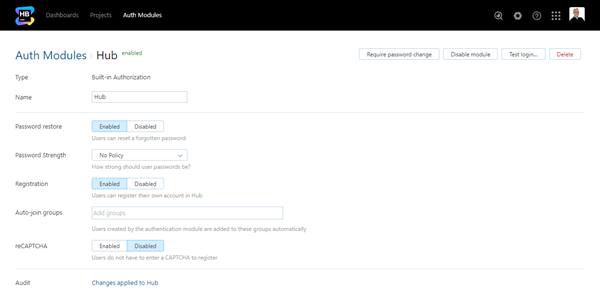 HB
Dashboards Projects Auth Modules
Auth Modules › Hub enabled
Require password change Disable module Test login... Delete
Type Built-in Authorization
Name Hub
Password restore Enabled Disabled
Users can reset a forgotten password
Password Strength No Policy
How strong should user passwords be?
Registration Enabled Disabled
Users can register their own account in Hub
Auto-join groups Add groups
Users created by the authentication module are added to these groups automatically
reCAPTCHA Enabled Disabled
Users do not have to enter a CAPTCHA to register
Audit Changes applied to Hub